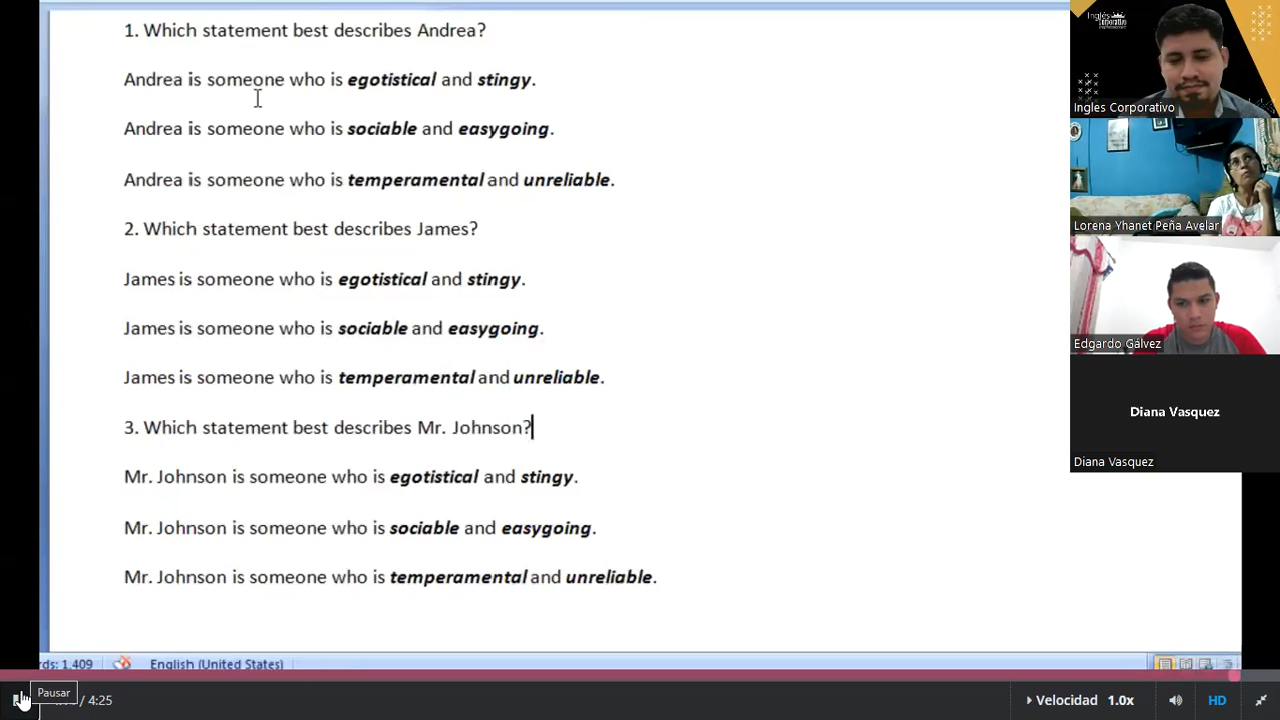 1. Which statement best describes Andrea?
Andrea is someone who is egotistical and stingy.
Andrea is someone who is sociable and easygoing.
Andrea is someone who is temperamental and unreliable.
2. Which statement best describes James?
James is someone who is egotistical and stingy.
James is someone who is sociable and easygoing.
James is someone who is temperamental and unreliable.
3. Which statement best describes Mr. Johnson?
Mr. Johnson is someone who is egotistical and stingy.
Mr. Johnson is someone who is sociable and easygoing.
Mr. Johnson is someone who is temperamental and unreliable.
rds: 1,409
English (United States)
Pausar
/ 4:25
Velocidad 1.0x
HD
Inglés
Corporativo
Ingles Corporativo
Lorena Yhanet Peña Avelar
Edgardo Gálvez
Diana Vasquez
Diana Vasquez